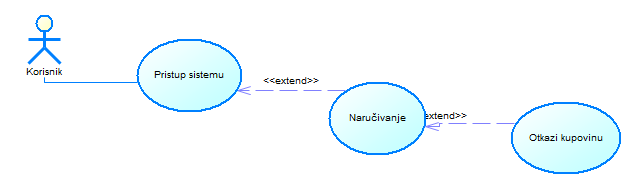 Korisnik
Pristup sistemu
<<extend>>
Naručivanje
extend>>
Otkazi kupovinu